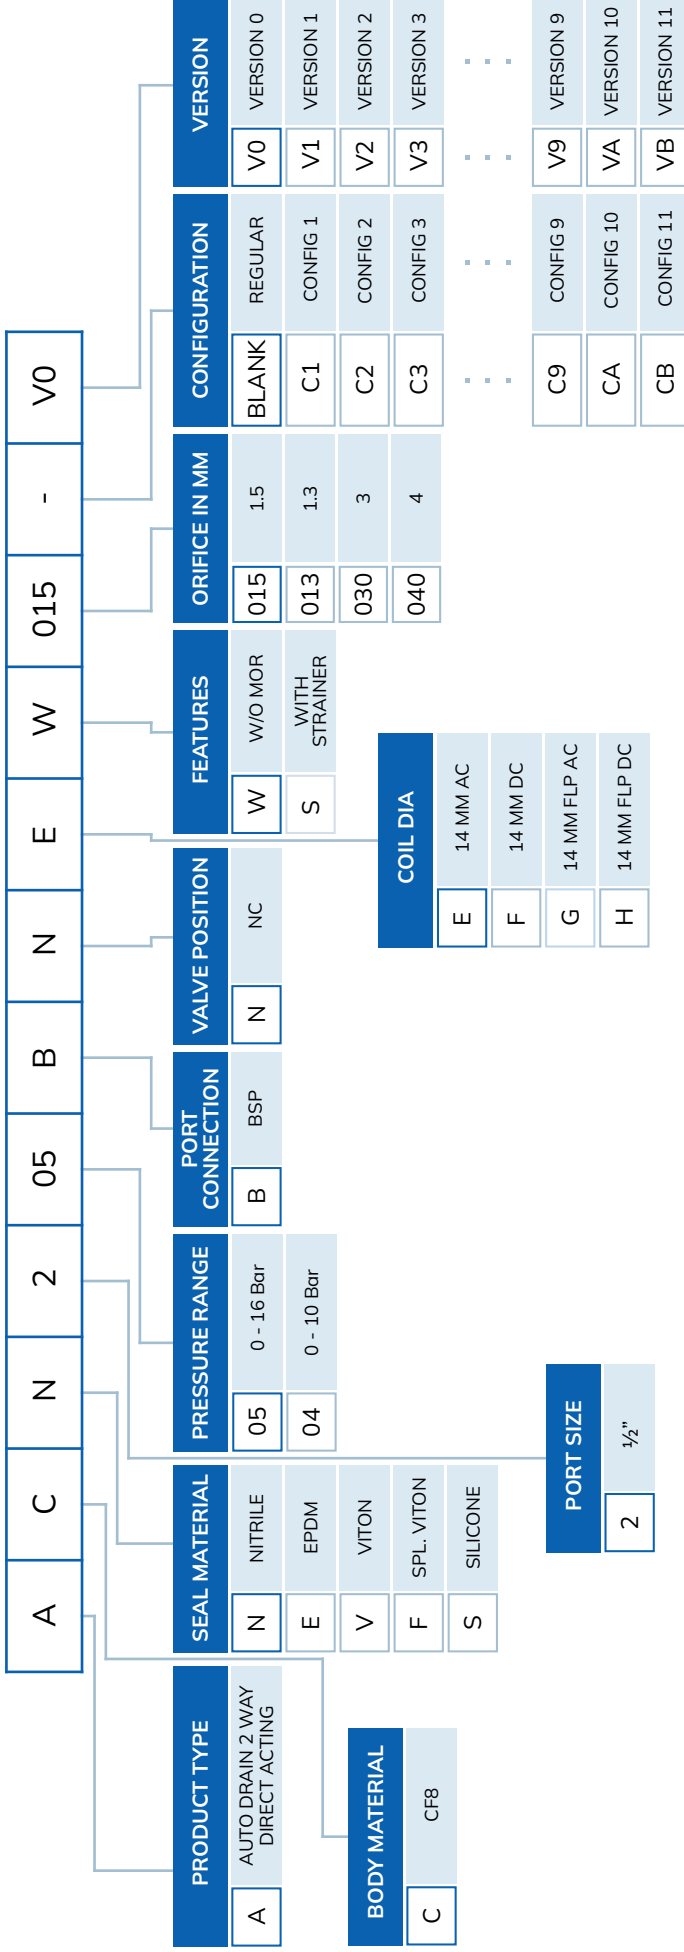 A C N 2 05 B N E W 015 - V0
PRODUCT TYPE
A AUTO DRAIN 2 WAY
DIRECT ACTING
BODY MATERIAL
C CF8
SEAL MATERIAL
N NITRILE
E EPDM
V VITON
F SPL. VITON
S SILICONE
PORT SIZE
2 ½"
PRESSURE RANGE
05 0 - 16 Bar
04 0 - 10 Bar
PORT
CONNECTION
B BSP
VALVE POSITION
N NC
COIL DIA
E 14 MM AC
F 14 MM DC
G 14 MM FLP AC
H 14 MM FLP DC
FEATURES
W W/O MOR
S WITH
STRAINER
ORIFICE IN MM
015 1.5
013 1.3
030 3
040 4
CONFIGURATION
BLANK REGULAR
C1 CONFIG 1
C2 CONFIG 2
C3 CONFIG 3
. . . . . .
C9 CONFIG 9
CA CONFIG 10
CB CONFIG 11
VERSION
V0 VERSION 0
V1 VERSION 1
V2 VERSION 2
V3 VERSION 3
. . . . . .
V9 VERSION 9
VA VERSION 10
VB VERSION 11